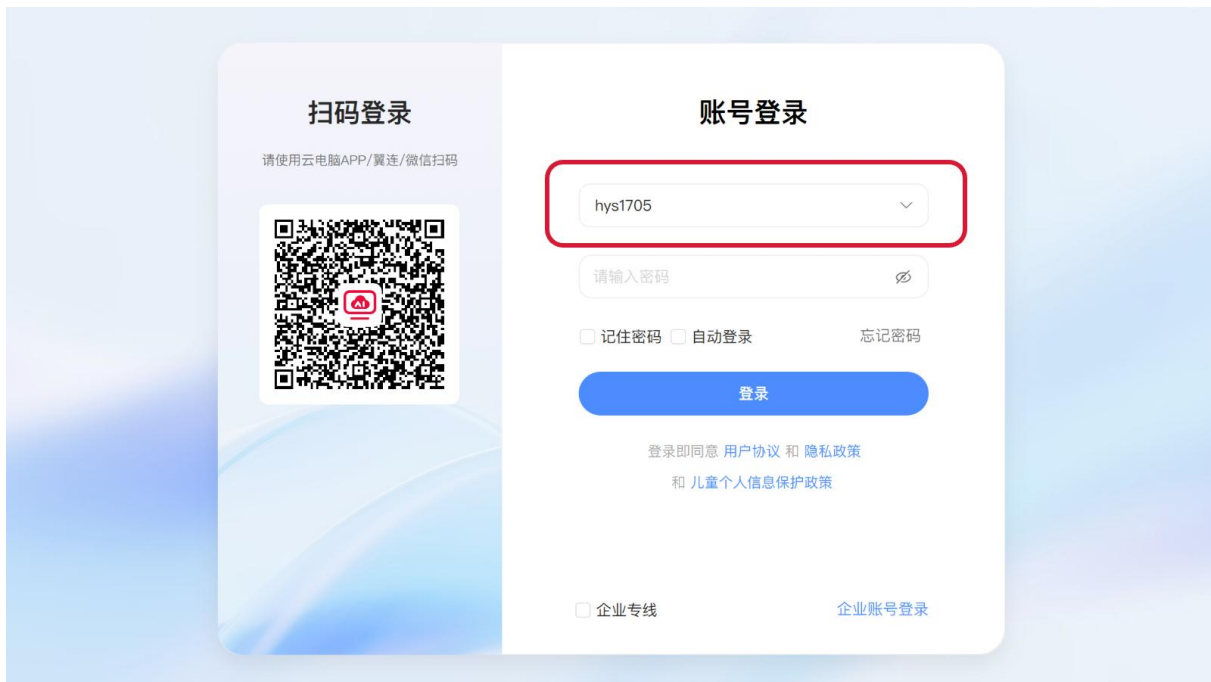 扫码登录
请使用云电脑APP/翼连/微信扫码
AI
账号登录
hys1705
请输入密码
记住密码 自动登录 忘记密码
登录
登录即同意 用户协议 和 隐私政策
和 儿童个人信息保护政策
企业专线 企业账号登录